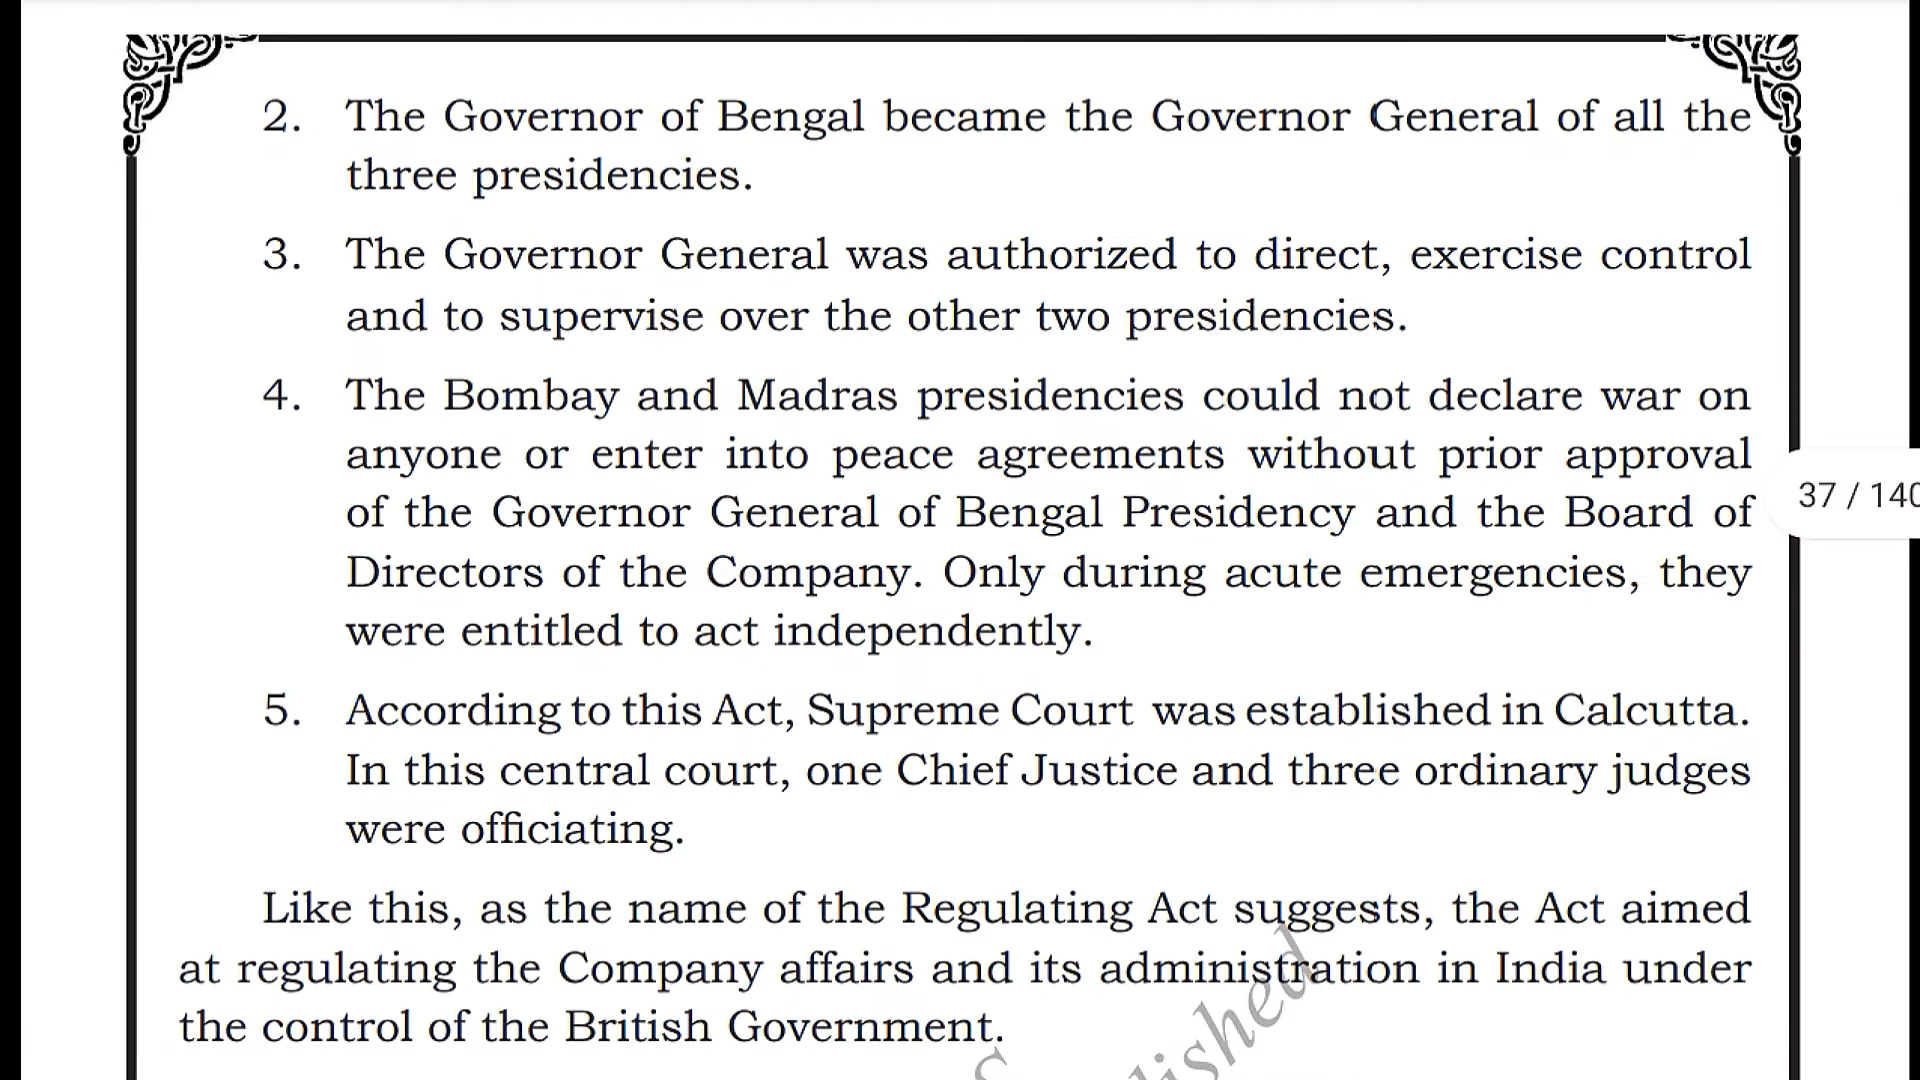 2. The Governor of Bengal became the Governor General of all the
three presidencies.
3. The Governor General was authorized to direct, exercise control
and to supervise over the other two presidencies.
4. The Bombay and Madras presidencies could not declare war on
anyone or enter into peace agreements without prior approval
of the Governor General of Bengal Presidency and the Board of
Directors of the Company. Only during acute emergencies, they
were entitled to act independently.
37 / 140
5. According to this Act, Supreme Court was established in Calcutta.
In this central court, one Chief Justice and three ordinary judges
were officiating.
Like this, as the name of the Regulating Act suggests, the Act aimed
at regulating the Company affairs and its administration in India under
the control of the British Government.